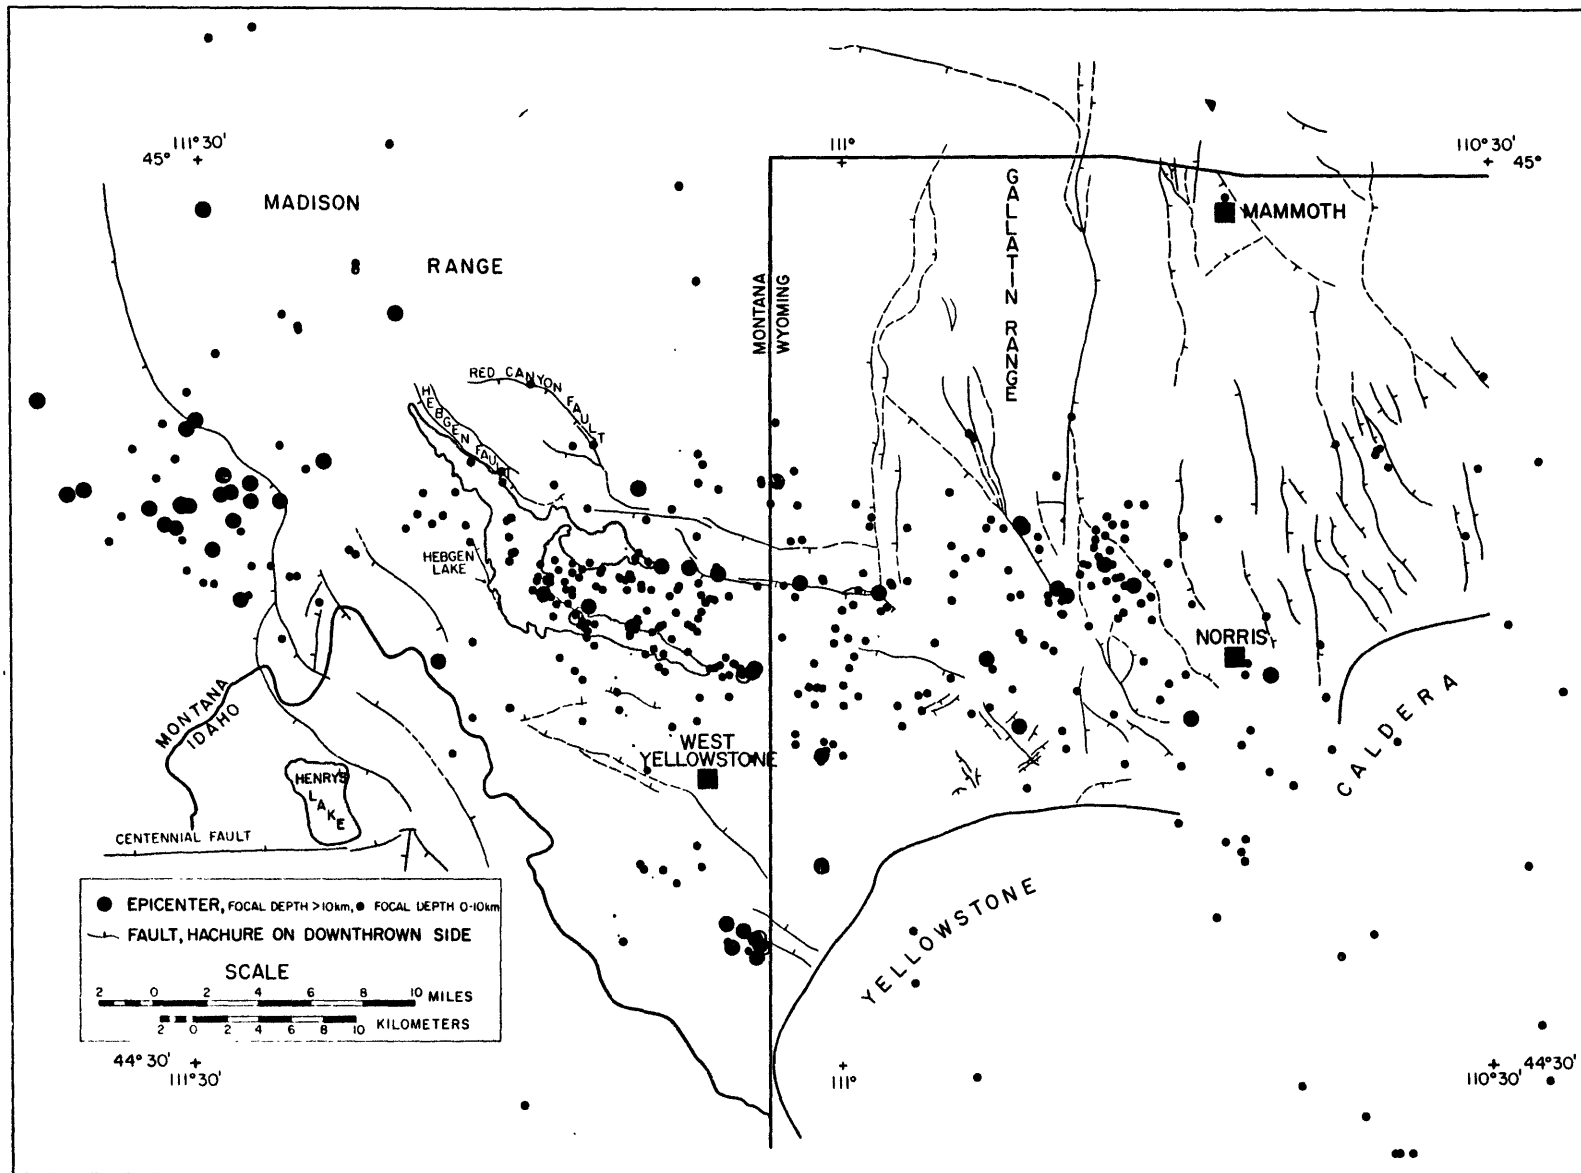 111°30'
45°
111°
110°30'
45°
MADISON
RANGE
GALLATIN RANGE
MAMMOTH
MONTANA
WYOMING
RED CANYON FAULT
HEBGEN FAULT
HEBGEN
LAKE
NORRIS
MONTANA
IDAHO
WEST
YELLOWSTONE
HENRYS
LAKE
CALDERA
CENTENNIAL FAULT
YELLOWSTONE
EPICENTER, FOCAL DEPTH >10km, FOCAL DEPTH 0-10km
FAULT, HACHURE ON DOWNTHROWN SIDE
SCALE
2 0 2 4 6 8 10 MILES
2 0 2 4 6 8 10 KILOMETERS
44°30'
111°30'
111°
110°30'
44°30'